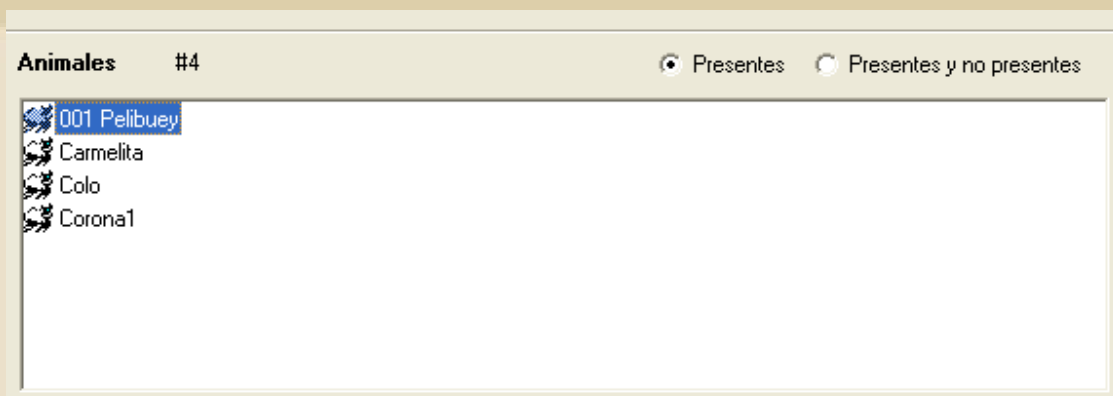 Animales #4 Presentes Presentes y no presentes
001 Pelibuey
Carmelita
Colo
Corona1